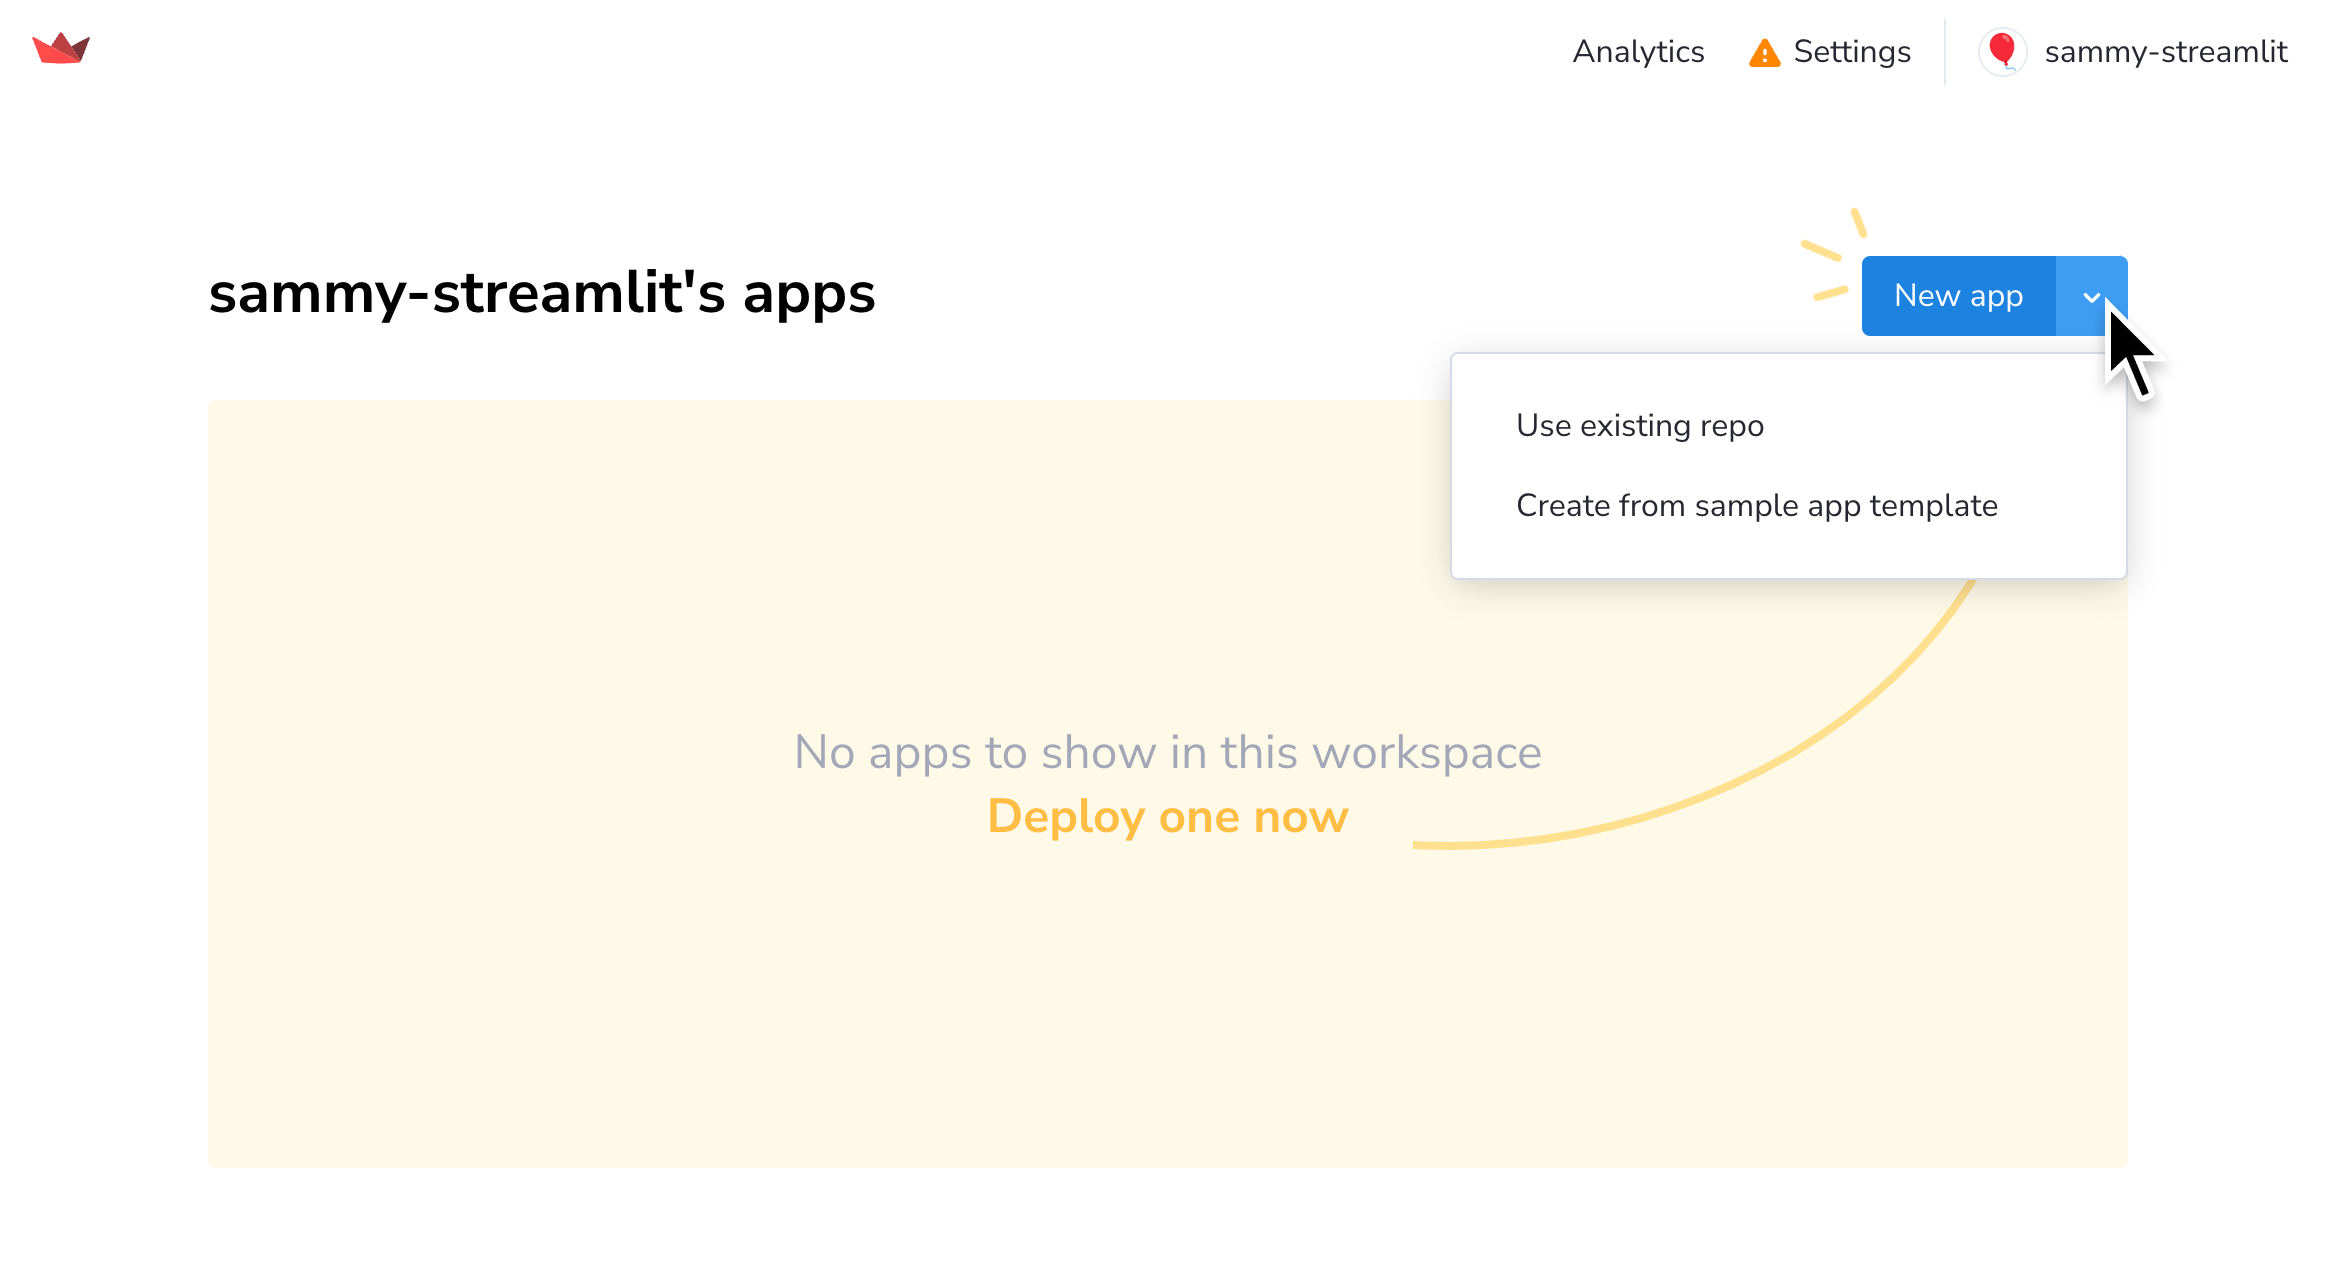 Analytics
Settings
sammy-streamlit
sammy-streamlit's apps
New app
Use existing repo
Create from sample app template
No apps to show in this workspace
Deploy one now